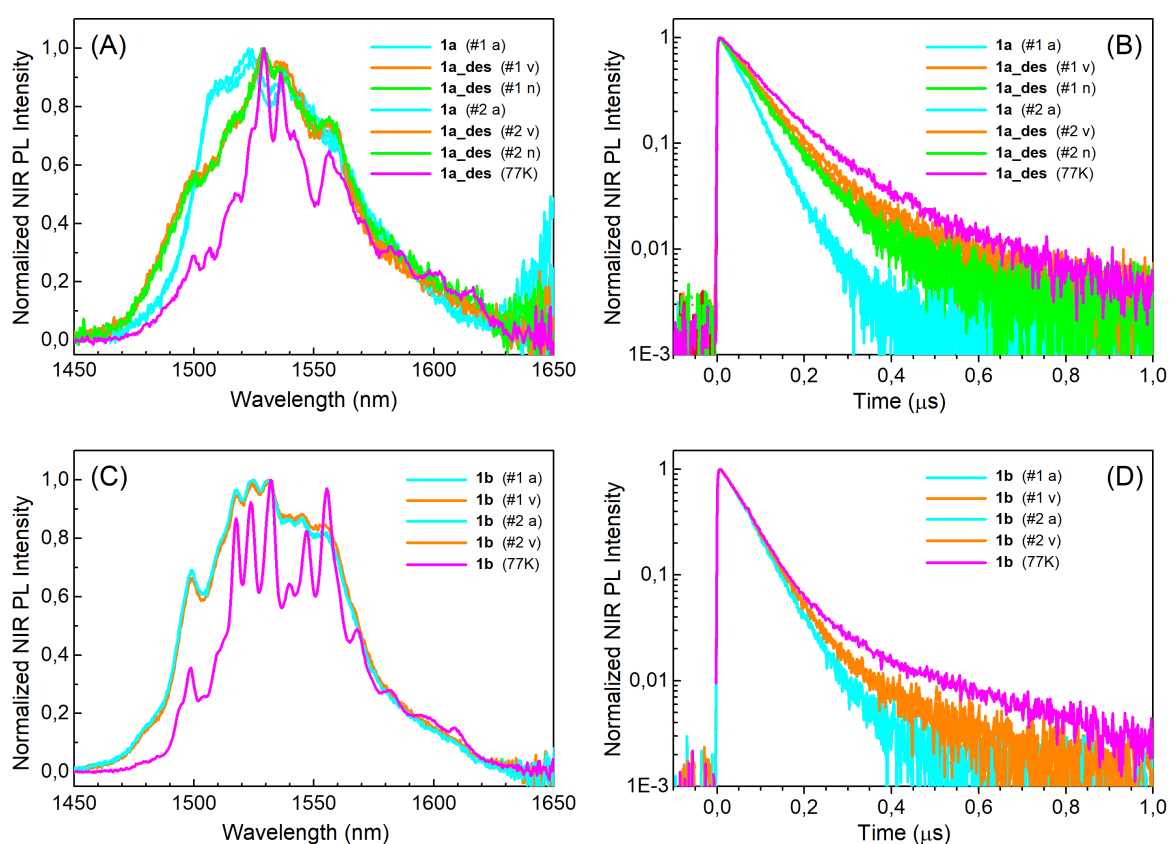 (A)
Normalized NIR PL Intensity
1,0
0,8
0,6
0,4
0,2
0,0
1450 1500 1550 1600 1650
Wavelength (nm)
1a (#1 a)
1a_des (#1 v)
1a_des (#1 n)
1a (#2 a)
1a_des (#2 v)
1a_des (#2 n)
1a_des (77K)
(B)
Normalized NIR PL Intensity
1
0,1
0,01
1E-3
0,0 0,2 0,4 0,6 0,8 1,0
Time (μs)
1a (#1 a)
1a_des (#1 v)
1a_des (#1 n)
1a (#2 a)
1a_des (#2 v)
1a_des (#2 n)
1a_des (77K)
(C)
Normalized NIR PL Intensity
1,0
0,8
0,6
0,4
0,2
0,0
1450 1500 1550 1600 1650
Wavelength (nm)
1b (#1 a)
1b (#1 v)
1b (#2 a)
1b (#2 v)
1b (77K)
(D)
Normalized NIR PL Intensity
1
0,1
0,01
1E-3
0,0 0,2 0,4 0,6 0,8 1,0
Time (μs)
1b (#1 a)
1b (#1 v)
1b (#2 a)
1b (#2 v)
1b (77K)